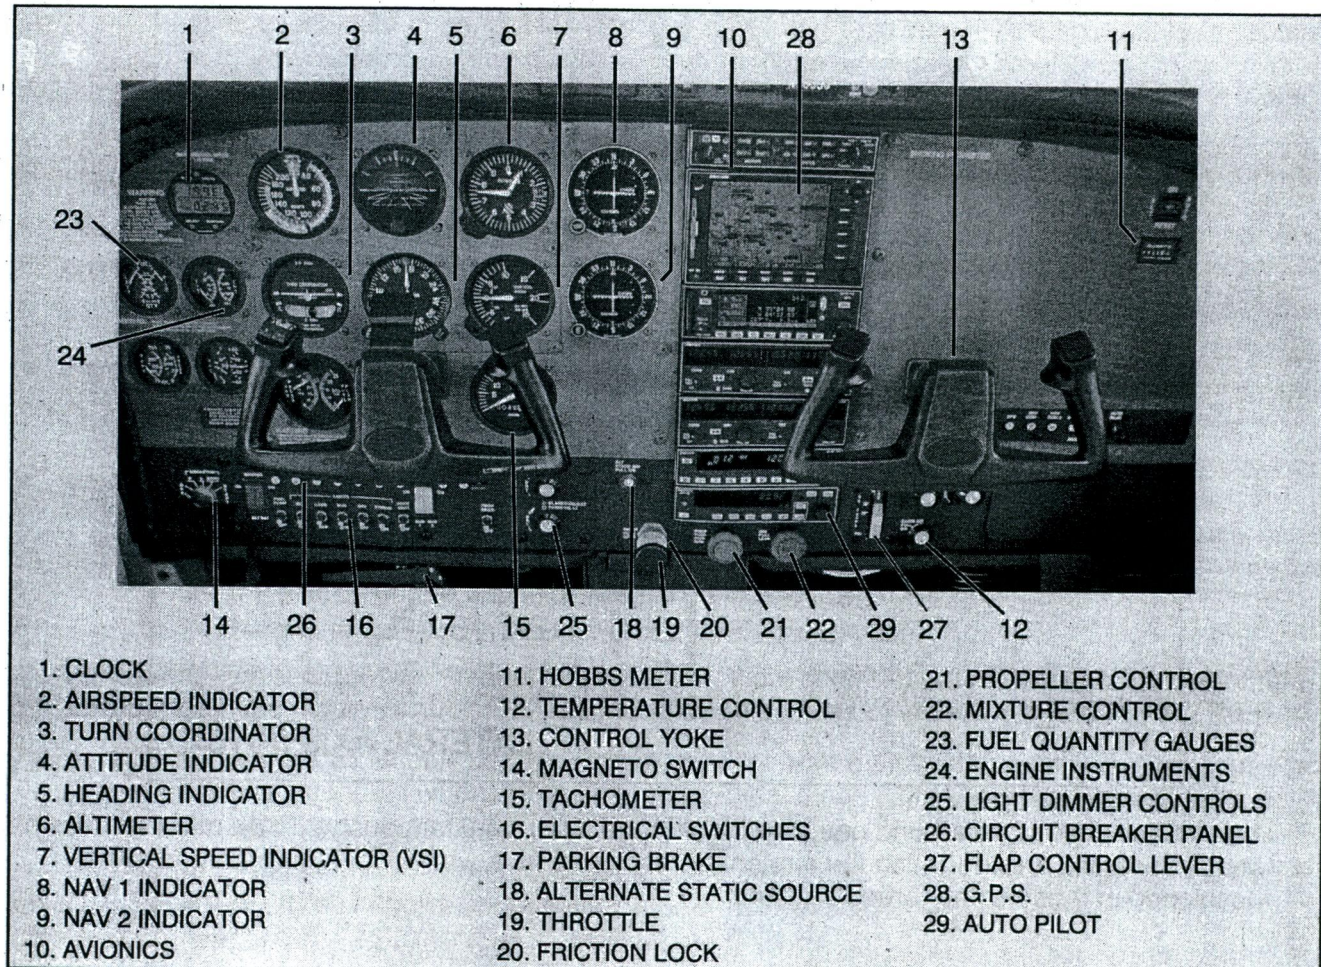 1 2 3 4 5 6 7 8 9 10 28 13 11
23
24
14 26 16 17 15 25 18 19 20 21 22 29 27 12
1. CLOCK
2. AIRSPEED INDICATOR
3. TURN COORDINATOR
4. ATTITUDE INDICATOR
5. HEADING INDICATOR
6. ALTIMETER
7. VERTICAL SPEED INDICATOR (VSI)
8. NAV 1 INDICATOR
9. NAV 2 INDICATOR
10. AVIONICS
11. HOBBS METER
12. TEMPERATURE CONTROL
13. CONTROL YOKE
14. MAGNETO SWITCH
15. TACHOMETER
16. ELECTRICAL SWITCHES
17. PARKING BRAKE
18. ALTERNATE STATIC SOURCE
19. THROTTLE
20. FRICTION LOCK
21. PROPELLER CONTROL
22. MIXTURE CONTROL
23. FUEL QUANTITY GAUGES
24. ENGINE INSTRUMENTS
25. LIGHT DIMMER CONTROLS
26. CIRCUIT BREAKER PANEL
27. FLAP CONTROL LEVER
28. G.P.S.
29. AUTO PILOT